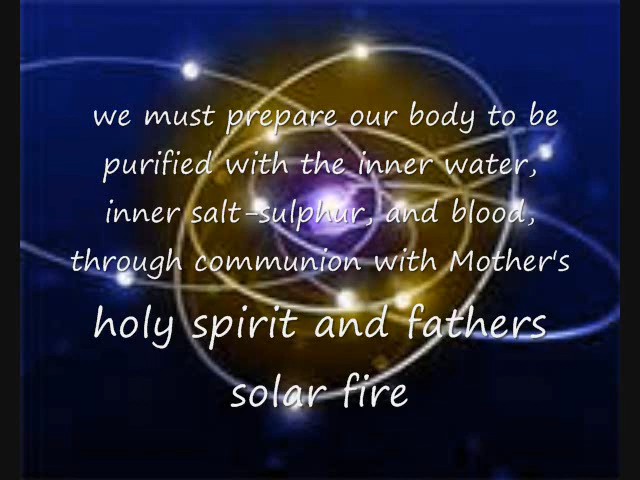 we must prepare our body to be
purified with the inner water,
inner salt-sulphur, and blood,
through communion with Mother's
holy spirit and fathers
solar fire